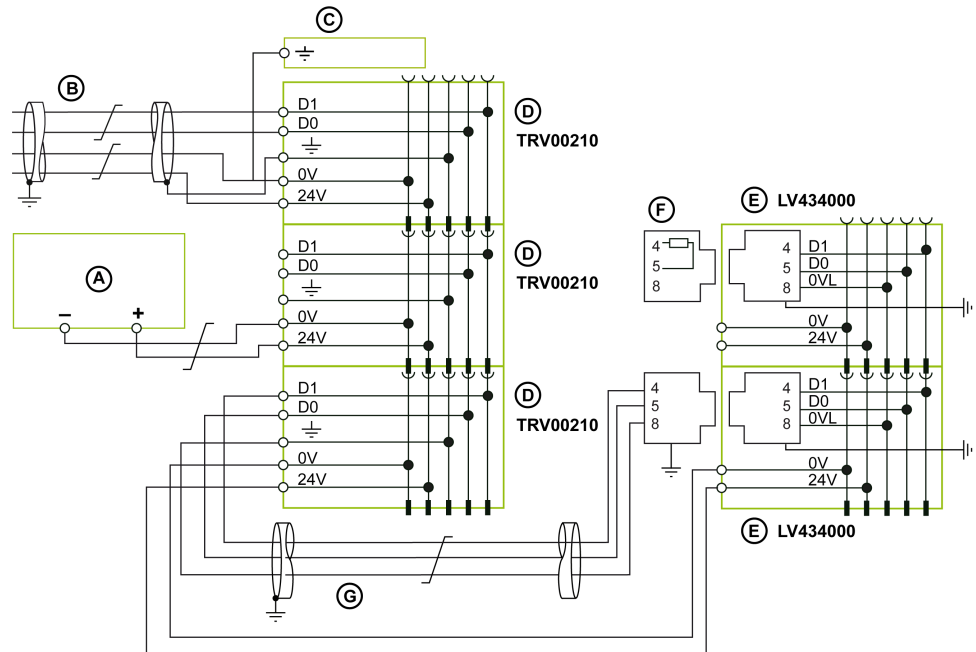 C
B
D1
D0
0V
24V
D
TRV00210
A
– +
D1
D0
0V
24V
D
TRV00210
D1
D0
0V
24V
D
TRV00210
F
4
5
8
E LV434000
4 D1
5 D0
8 0VL
0V
24V
4
5
8
4 D1
5 D0
8 0VL
0V
24V
E LV434000
G